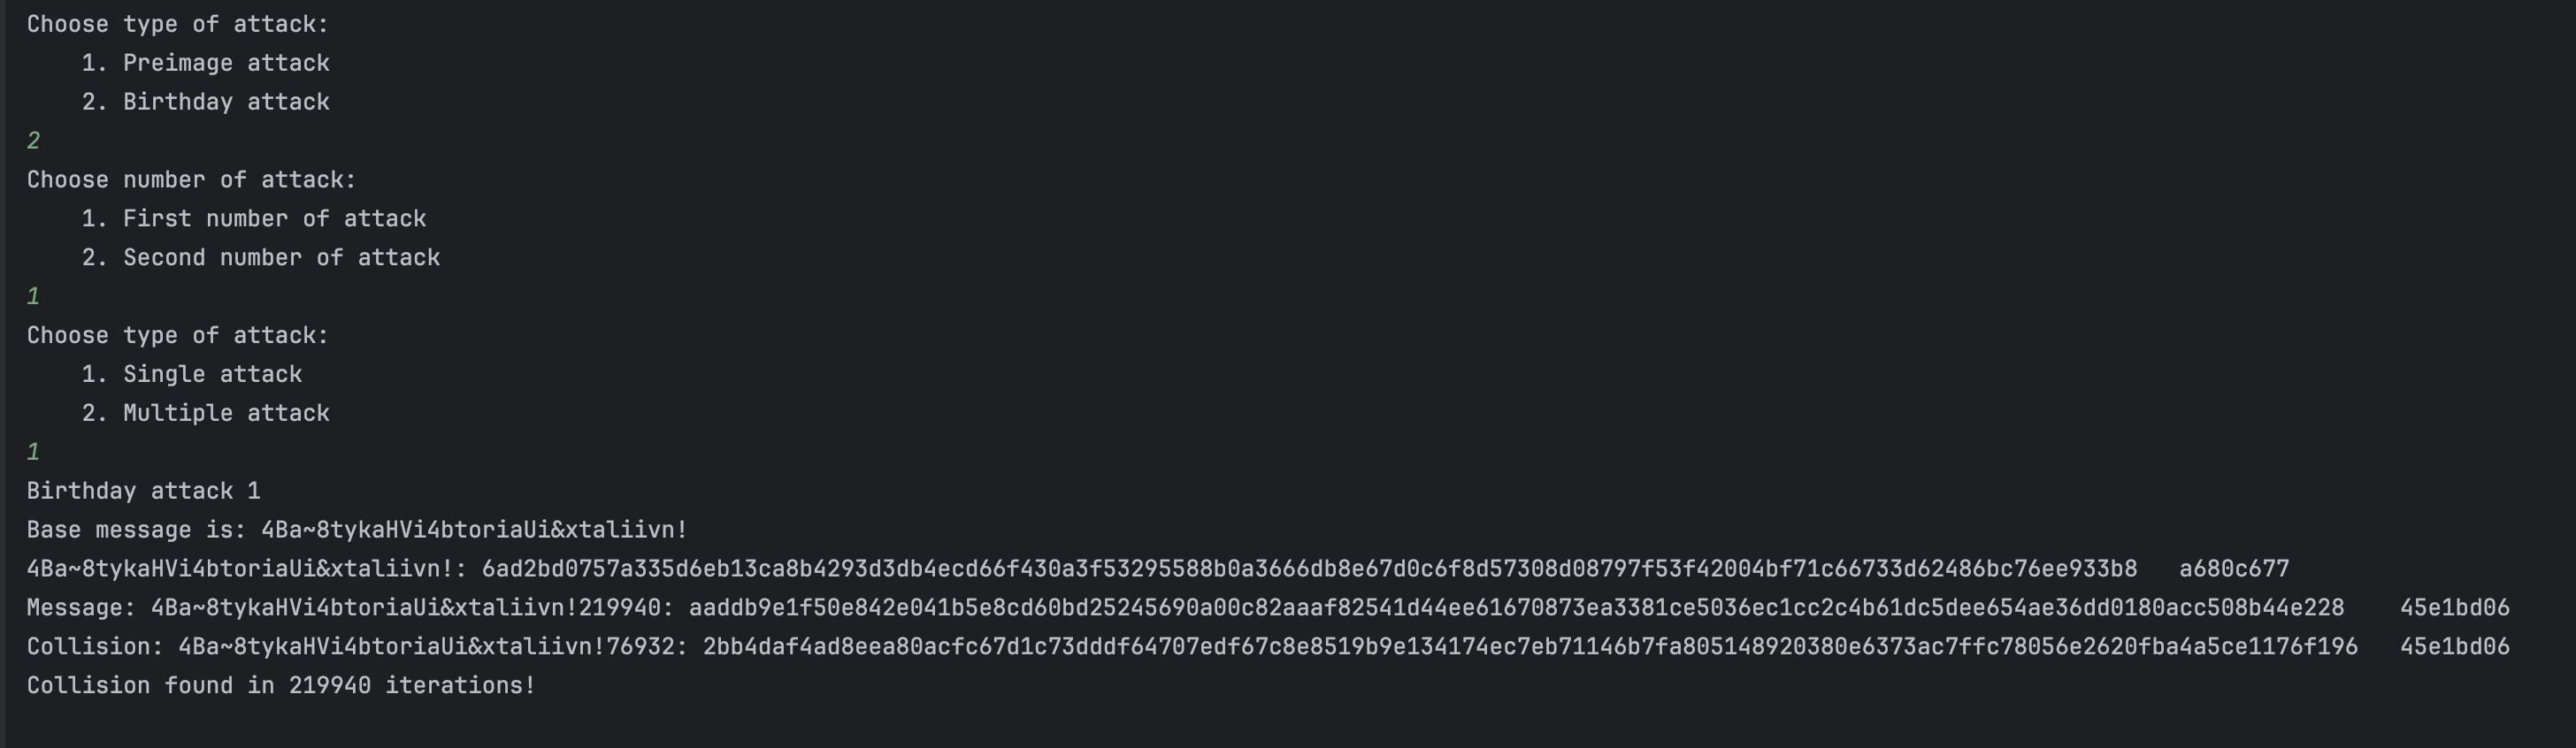 Choose type of attack:
    1. Preimage attack
    2. Birthday attack
2
Choose number of attack:
    1. First number of attack
    2. Second number of attack
1
Choose type of attack:
    1. Single attack
    2. Multiple attack
1
Birthday attack 1
Base message is: 4Ba~8tykaHVi4btoriaUi&xtaliivn!
4Ba~8tykaHVi4btoriaUi&xtaliivn!: 6ad2bd0757a335d6eb13ca8b4293d3db4ecd66f430a3f53295588b0a3666db8e67d0c6f8d57308d08797f53f42004bf71c66733d62486bc76ee933b8   a680c677
Message: 4Ba~8tykaHVi4btoriaUi&xtaliivn!219940: aaddb9e1f50e842e041b5e8cd60bd25245690a00c82aaaf82541d44ee61670873ea3381ce5036ec1cc2c4b61dc5dee654ae36dd0180acc508b44e228    45e1bd06
Collision: 4Ba~8tykaHVi4btoriaUi&xtaliivn!76932: 2bb4daf4ad8eea80acfc67d1c73dddf64707edf67c8e8519b9e134174ec7eb71146b7fa805148920380e6373ac7ffc78056e2620fba4a5ce1176f196   45e1bd06
Collision found in 219940 iterations!